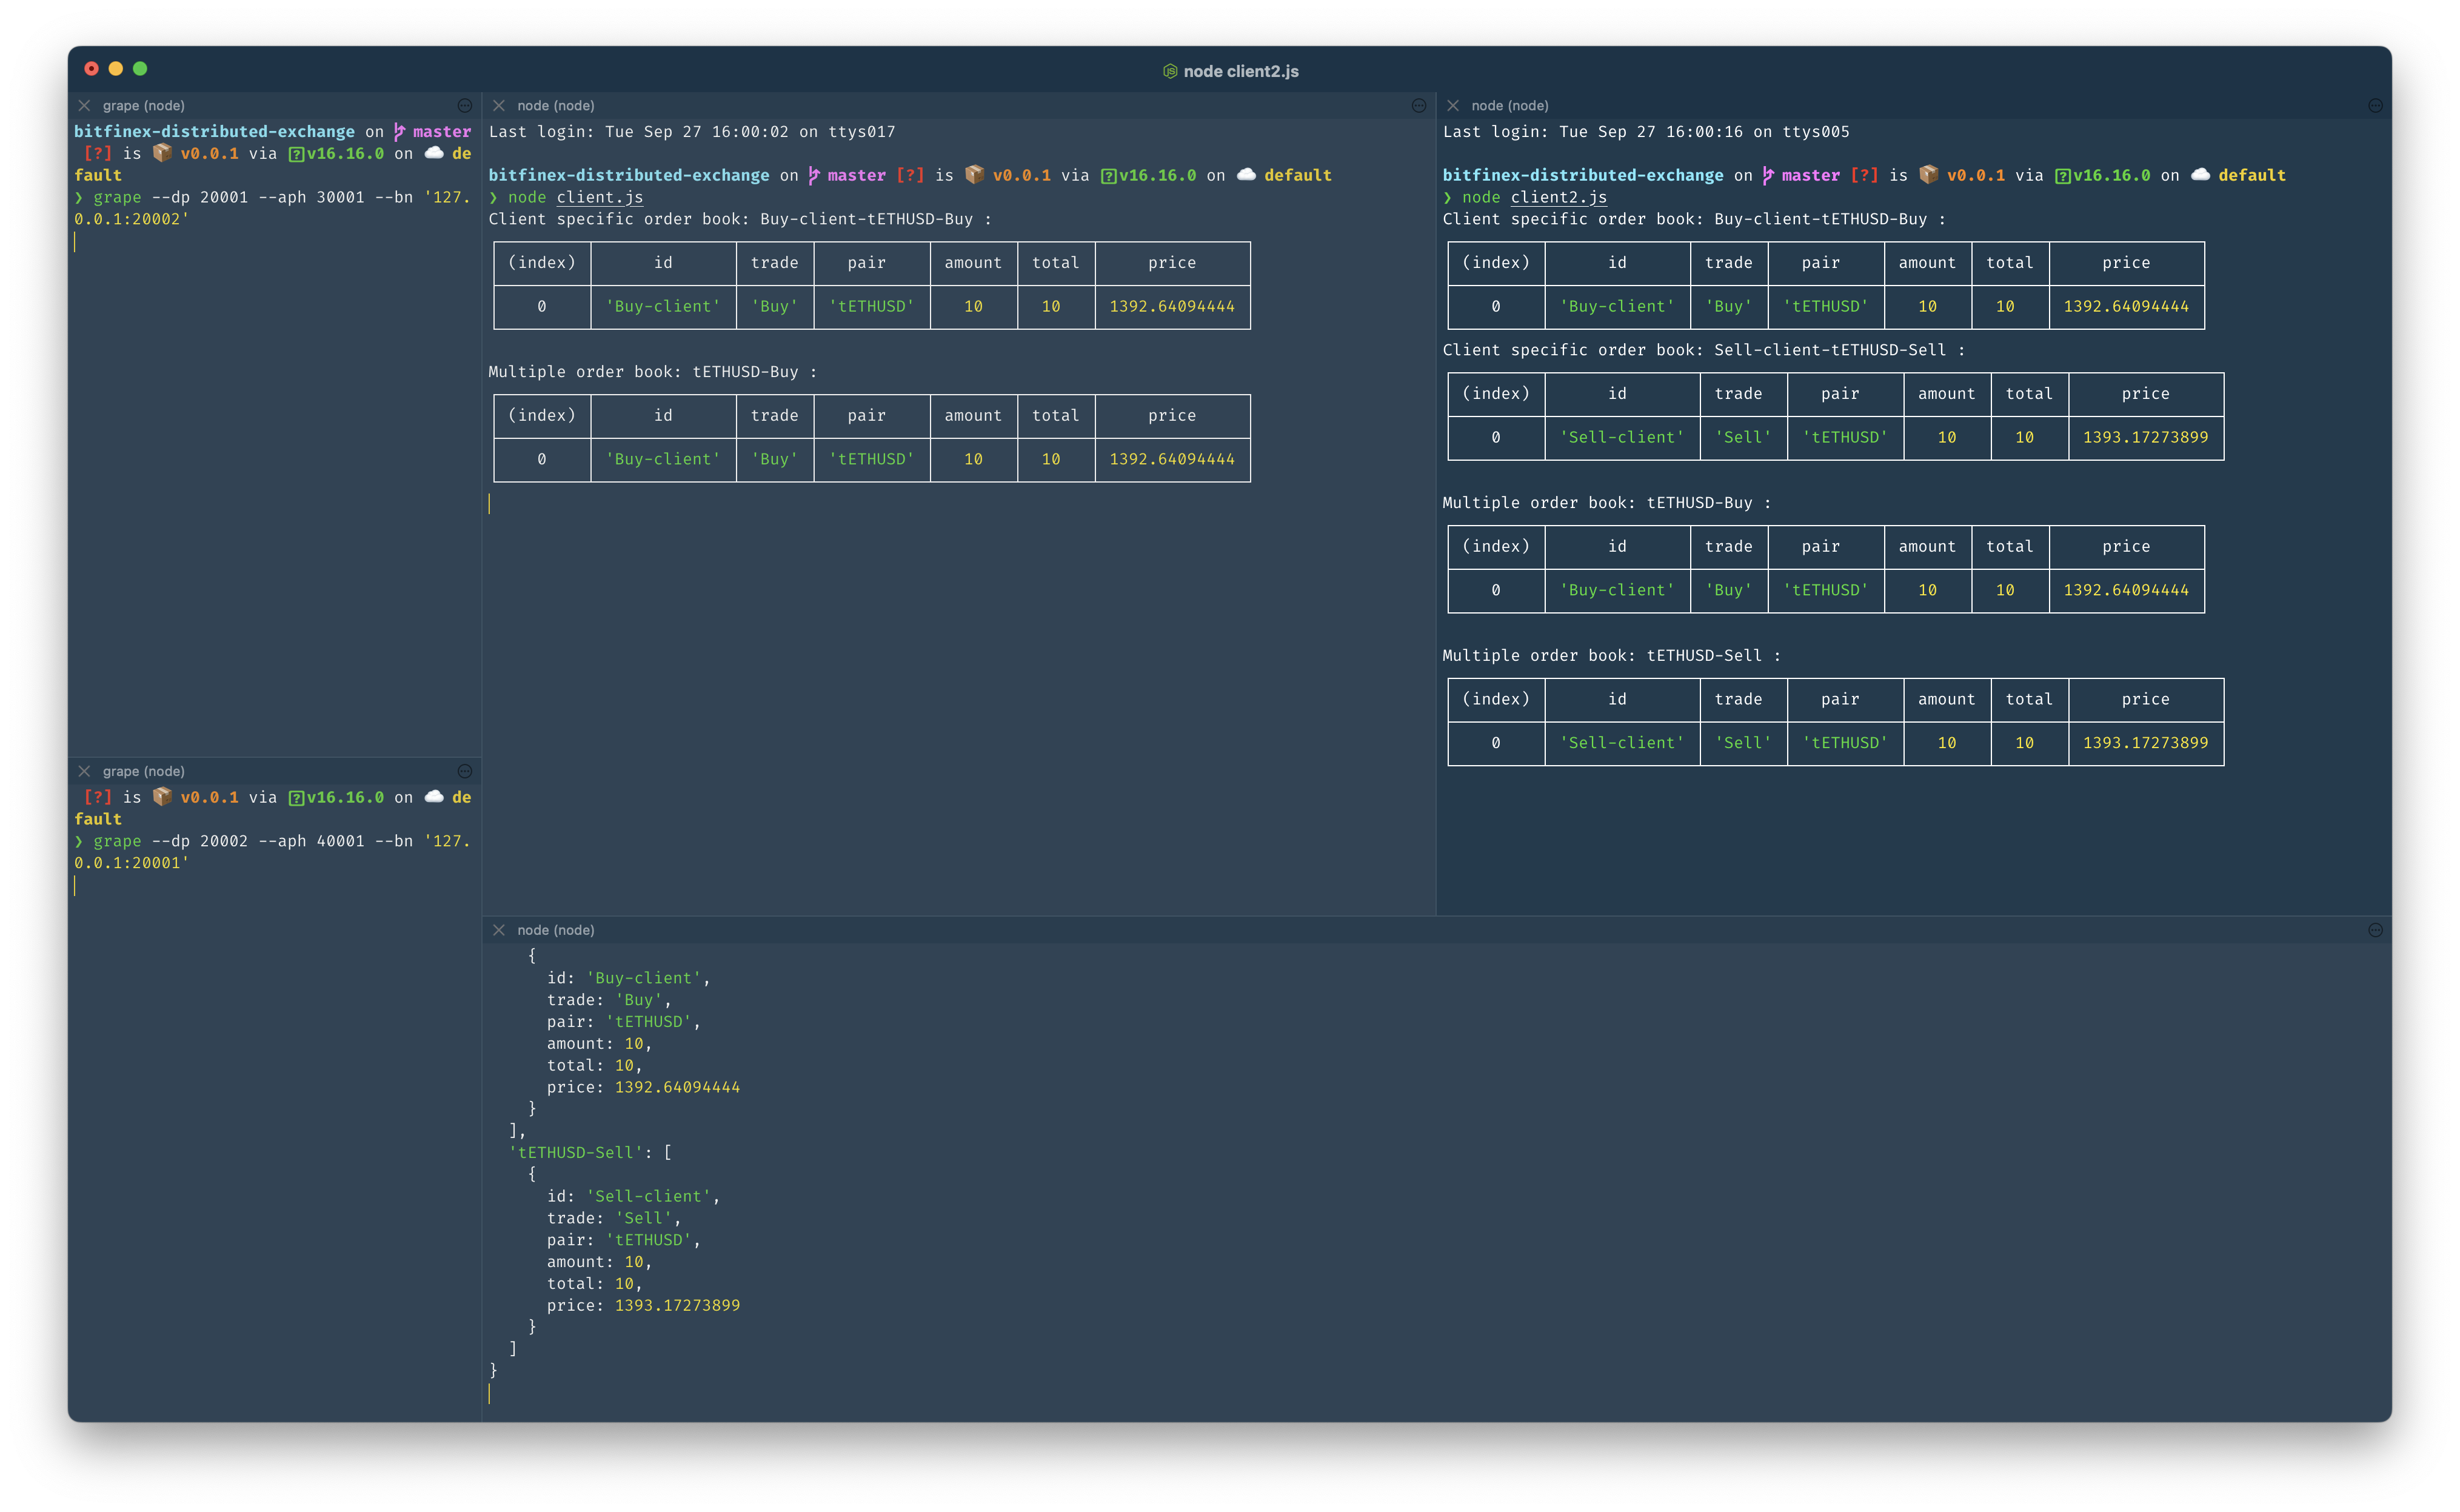 node client2.js
grape (node)
bitfinex-distributed-exchange on master
[?] is 📦 v0.0.1 via [?]v16.16.0 on ☁️ de
fault
❯ grape --dp 20001 --aph 30001 --bn '127.
0.0.1:20002'
grape (node)
[?] is 📦 v0.0.1 via [?]v16.16.0 on ☁️ de
fault
❯ grape --dp 20002 --aph 40001 --bn '127.
0.0.1:20001'
node (node)
Last login: Tue Sep 27 16:00:02 on ttys017
bitfinex-distributed-exchange on master [?] is 📦 v0.0.1 via [?]v16.16.0 on ☁️ default
❯ node client.js
Client specific order book: Buy-client-tETHUSD-Buy :
(index) id trade pair amount total price
0 'Buy-client' 'Buy' 'tETHUSD' 10 10 1392.64094444
Multiple order book: tETHUSD-Buy :
(index) id trade pair amount total price
0 'Buy-client' 'Buy' 'tETHUSD' 10 10 1392.64094444
node (node)
Last login: Tue Sep 27 16:00:16 on ttys005
bitfinex-distributed-exchange on master [?] is 📦 v0.0.1 via [?]v16.16.0 on ☁️ default
❯ node client2.js
Client specific order book: Buy-client-tETHUSD-Buy :
(index) id trade pair amount total price
0 'Buy-client' 'Buy' 'tETHUSD' 10 10 1392.64094444
Client specific order book: Sell-client-tETHUSD-Sell :
(index) id trade pair amount total price
0 'Sell-client' 'Sell' 'tETHUSD' 10 10 1393.17273899
Multiple order book: tETHUSD-Buy :
(index) id trade pair amount total price
0 'Buy-client' 'Buy' 'tETHUSD' 10 10 1392.64094444
Multiple order book: tETHUSD-Sell :
(index) id trade pair amount total price
0 'Sell-client' 'Sell' 'tETHUSD' 10 10 1393.17273899
node (node)
{
id: 'Buy-client',
trade: 'Buy',
pair: 'tETHUSD',
amount: 10,
total: 10,
price: 1392.64094444
}
],
'tETHUSD-Sell': [
{
id: 'Sell-client',
trade: 'Sell',
pair: 'tETHUSD',
amount: 10,
total: 10,
price: 1393.17273899
}
]
}